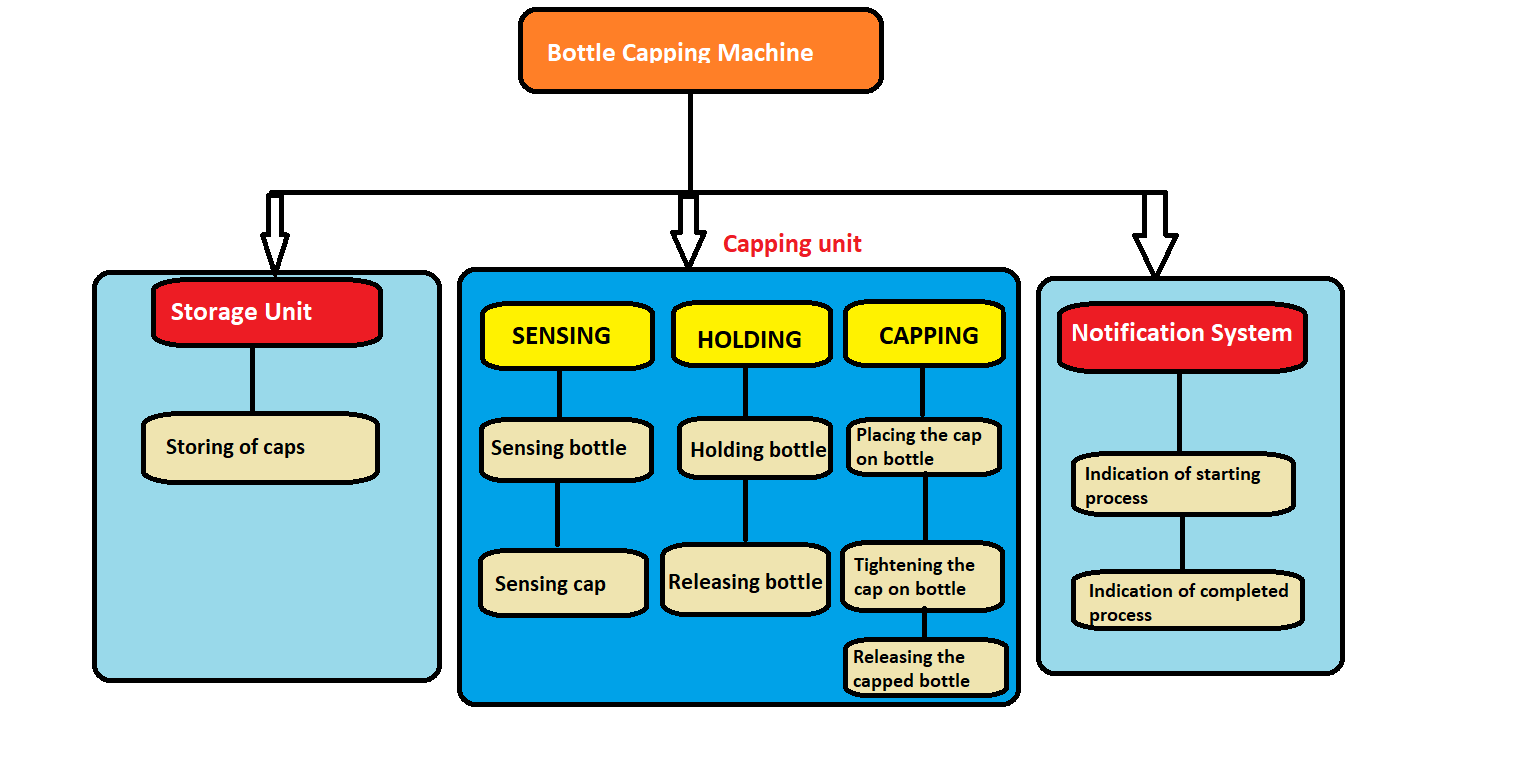 Bottle Capping Machine
Capping unit
Storage Unit
Storing of caps
SENSING
Sensing bottle
Sensing cap
HOLDING
Holding bottle
Releasing bottle
CAPPING
Placing the cap
on bottle
Tightening the
cap on bottle
Releasing the
capped bottle
Notification System
Indication of starting
process
Indication of completed
process